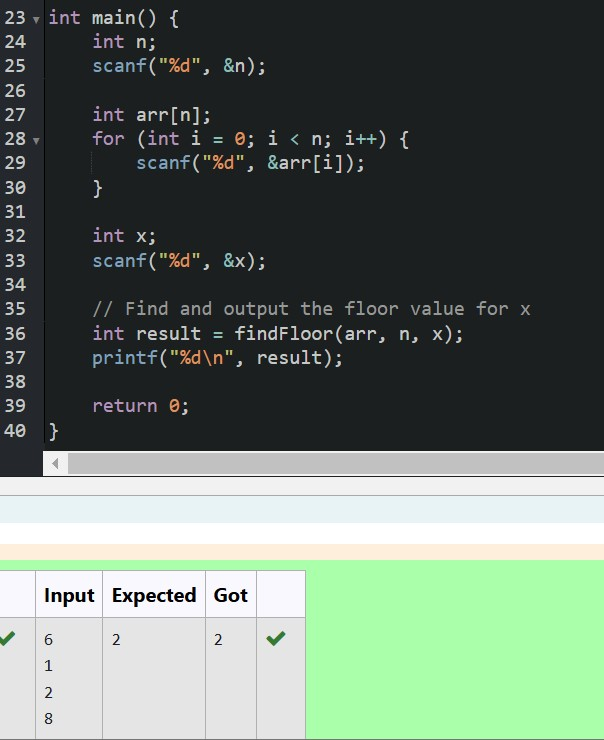 23 int main() {
24     int n;
25     scanf("%d", &n);
26
27     int arr[n];
28     for (int i = 0; i < n; i++) {
29         scanf("%d", &arr[i]);
30     }
31
32     int x;
33     scanf("%d", &x);
34
35     // Find and output the floor value for x
36     int result = findFloor(arr, n, x);
37     printf("%d\n", result);
38
39     return 0;
40 }
Input Expected Got
6 2 2
1
2
8